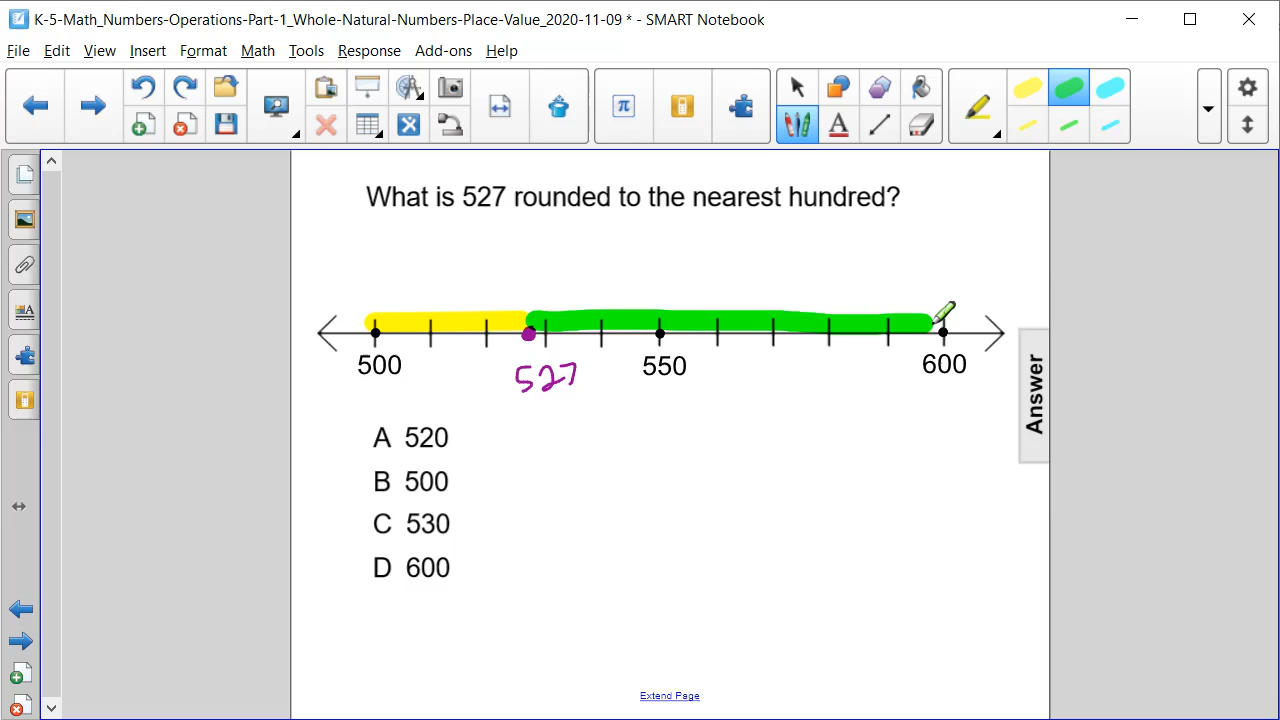 K-5-Math_Numbers-Operations-Part-1_Whole-Natural-Numbers-Place-Value_2020-11-09 * - SMART Notebook
File Edit View Insert Format Math Tools Response Add-ons Help
What is 527 rounded to the nearest hundred?
500 527 550 600
Answer
A 520
B 500
C 530
D 600
Extend Page